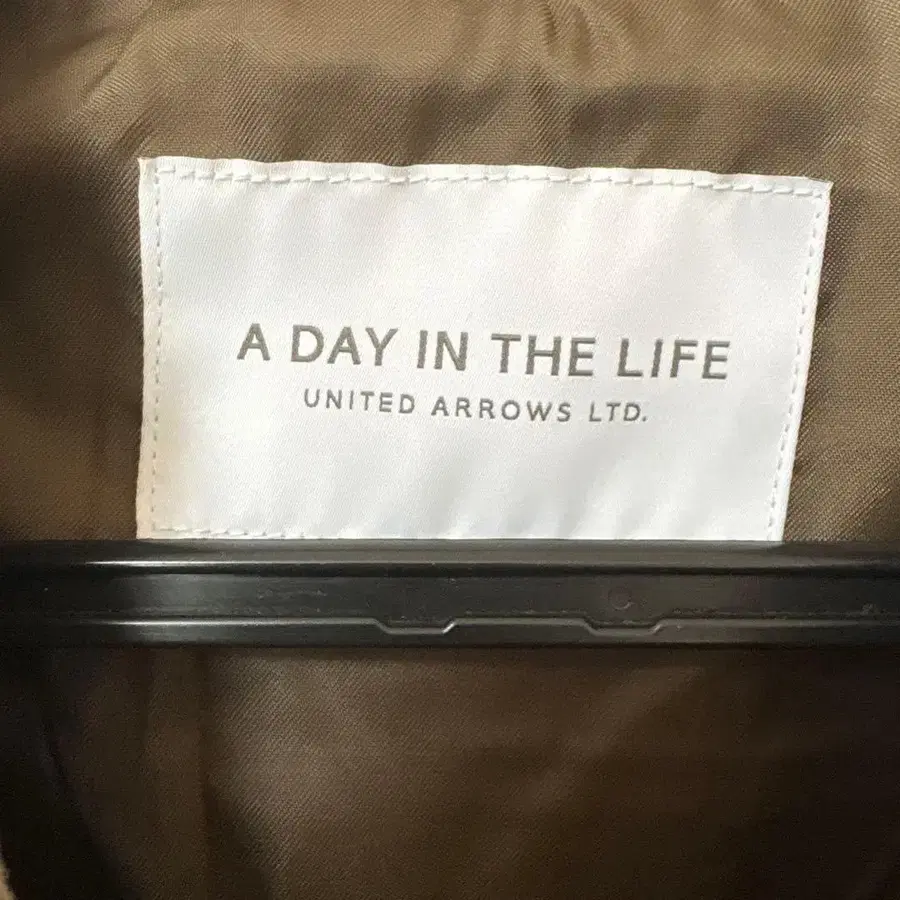 A DAY IN THE LIFE
UNITED ARROWS LTD.